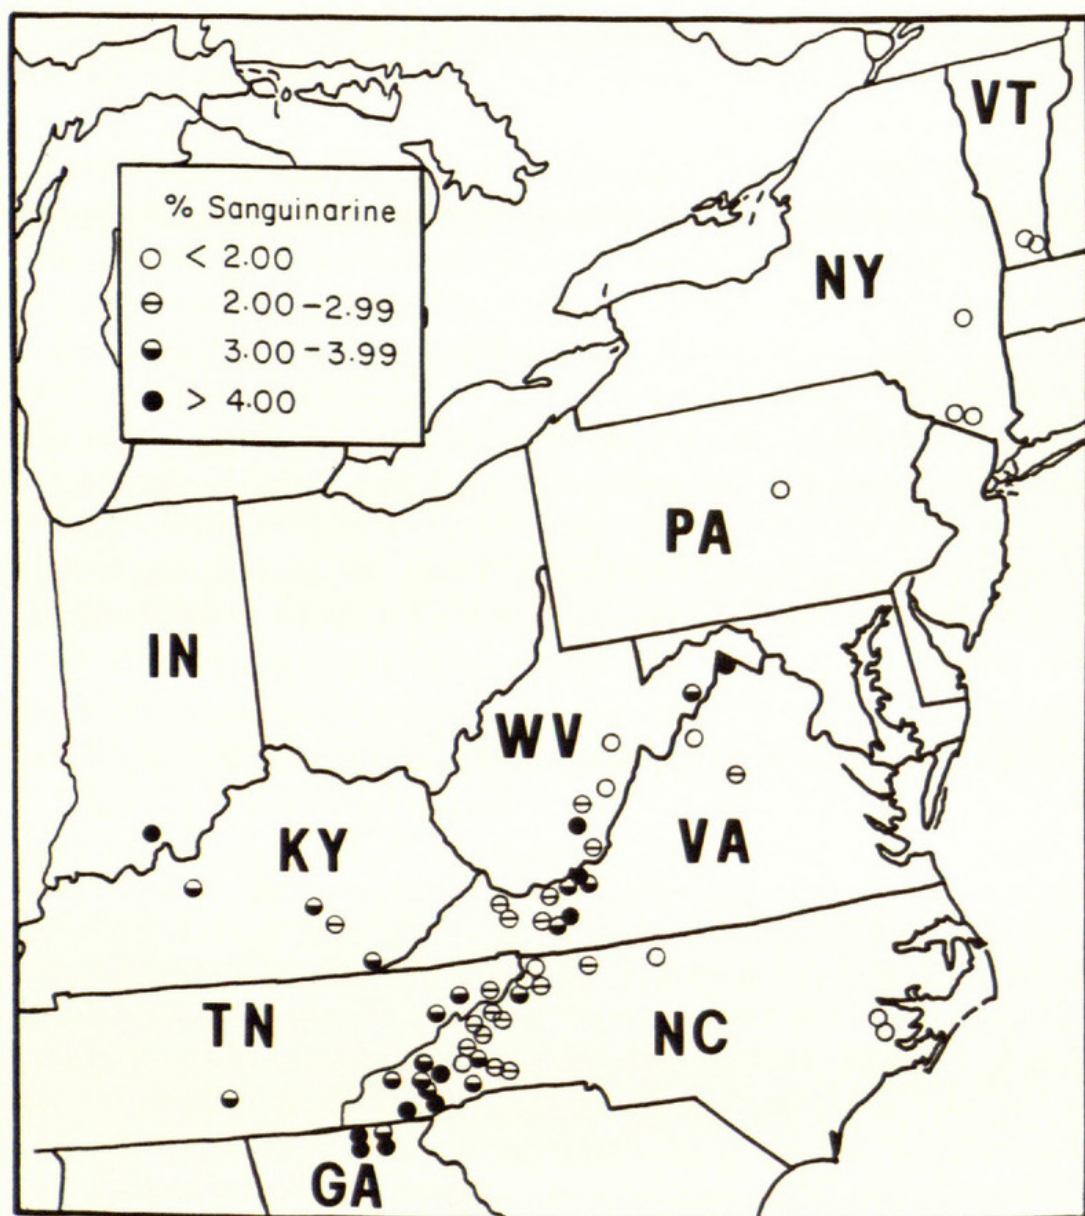 VT
% Sanguinarine
< 2.00
2.00-2.99
3.00-3.99
> 4.00
NY
PA
IN
WV
KY
VA
TN
NC
GA